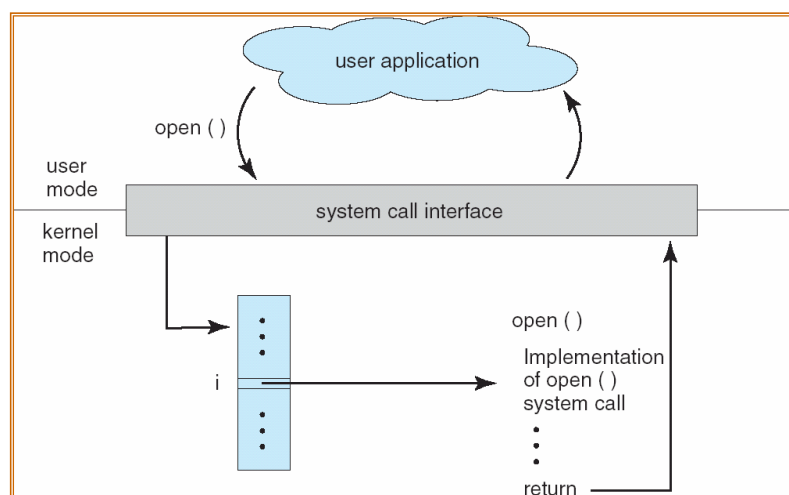 user application
open ( )
user
mode
system call interface
kernel
mode
open ( )
Implementation
of open ( )
system call
i
return